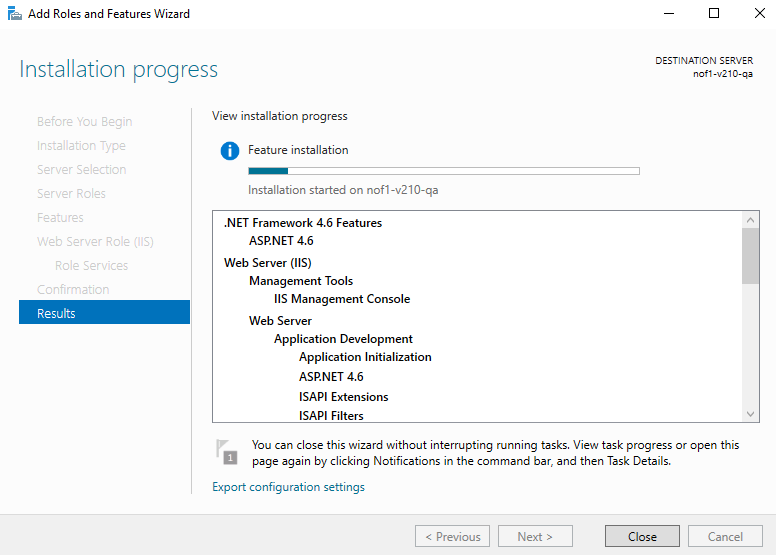 Add Roles and Features Wizard
Installation progress
DESTINATION SERVER
nof1-v210-qa
Before You Begin
Installation Type
Server Selection
Server Roles
Features
Web Server Role (IIS)
Role Services
Confirmation
Results
View installation progress
Feature installation
Installation started on nof1-v210-qa
.NET Framework 4.6 Features
ASP.NET 4.6
Web Server (IIS)
Management Tools
IIS Management Console
Web Server
Application Development
Application Initialization
ASP.NET 4.6
ISAPI Extensions
ISAPI Filters
1
You can close this wizard without interrupting running tasks. View task progress or open this
page again by clicking Notifications in the command bar, and then Task Details.
Export configuration settings
< Previous
Next >
Close
Cancel